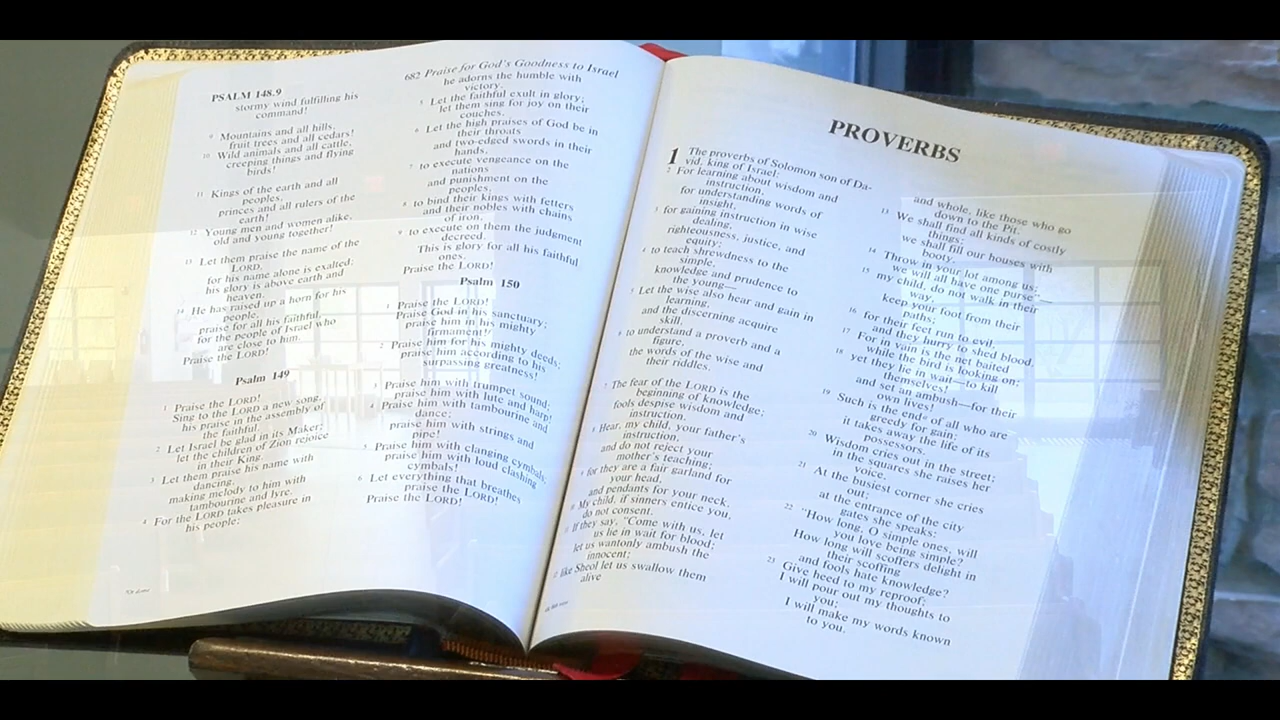 PSALM 148.9
stormy wind fulfilling his
command!
9 Mountains and all hills,
fruit trees and all cedars!
10 Wild animals and all cattle,
creeping things and flying
birds!
11 Kings of the earth and all
peoples,
princes and all rulers of the
earth!
12 Young men and women alike,
old and young together!
13 Let them praise the name of the
LORD,
for his name alone is exalted;
his glory is above earth and
heaven.
14 He has raised up a horn for his
people,
praise for all his faithful,
for the people of Israel who
are close to him.
Praise the LORD!
Psalm 149
1 Praise the LORD!
Sing to the LORD a new song,
his praise in the assembly of
the faithful.
2 Let Israel be glad in its Maker;
let the children of Zion rejoice
in their King.
3 Let them praise his name with
dancing,
making melody to him with
tambourine and lyre.
4 For the LORD takes pleasure in
his people;
682 Praise for God's Goodness to Israel
he adorns the humble with
victory.
5 Let the faithful exult in glory;
let them sing for joy on their
couches.
6 Let the high praises of God be in
their throats
and two-edged swords in their
hands,
7 to execute vengeance on the
nations
and punishment on the
peoples,
8 to bind their kings with fetters
and their nobles with chains
of iron,
9 to execute on them the judgment
decreed.
This is glory for all his faithful
ones.
Praise the LORD!
Psalm 150
1 Praise the LORD!
Praise God in his sanctuary;
praise him in his mighty
firmament!
2 Praise him for his mighty deeds;
praise him according to his
surpassing greatness!
3 Praise him with trumpet sound;
praise him with lute and harp!
4 Praise him with tambourine and
dance;
praise him with strings and
pipe!
5 Praise him with clanging cymbals;
praise him with loud clashing
cymbals!
6 Let everything that breathes
praise the LORD!
Praise the LORD!
PROVERBS
1 The proverbs of Solomon son of Da-
vid, king of Israel:
2 For learning about wisdom and
instruction,
for understanding words of
insight,
3 for gaining instruction in wise
dealing,
righteousness, justice, and
equity;
4 to teach shrewdness to the
simple,
knowledge and prudence to
the young—
5 Let the wise also hear and gain in
learning,
and the discerning acquire
skill,
6 to understand a proverb and a
figure,
the words of the wise and
their riddles.
7 The fear of the LORD is the
beginning of knowledge;
fools despise wisdom and
instruction.
8 Hear, my child, your father's
instruction,
and do not reject your
mother's teaching;
9 for they are a fair garland for
your head,
and pendants for your neck.
10 My child, if sinners entice you,
do not consent.
11 If they say, "Come with us, let
us lie in wait for blood;
let us wantonly ambush the
innocent;
12 like Sheol let us swallow them
alive
and whole, like those who go
down to the Pit.
13 We shall find all kinds of costly
things;
we shall fill our houses with
booty.
14 Throw in your lot among us;
we will all have one purse"—
15 my child, do not walk in their
way,
keep your foot from their
paths;
16 for their feet run to evil,
and they hurry to shed blood.
17 For in vain is the net baited
while the bird is looking on;
18 yet they lie in wait—to kill
themselves!
and set an ambush—for their
own lives!
19 Such is the end of all who are
greedy for gain;
it takes away the life of its
possessors.
20 Wisdom cries out in the street;
in the squares she raises her
voice.
21 At the busiest corner she cries
out;
at the entrance of the city
gates she speaks:
22 "How long, O simple ones, will
you love being simple?
How long will scoffers delight in
their scoffing
and fools hate knowledge?
23 Give heed to my reproof;
I will pour out my thoughts to
you;
I will make my words known
to you.